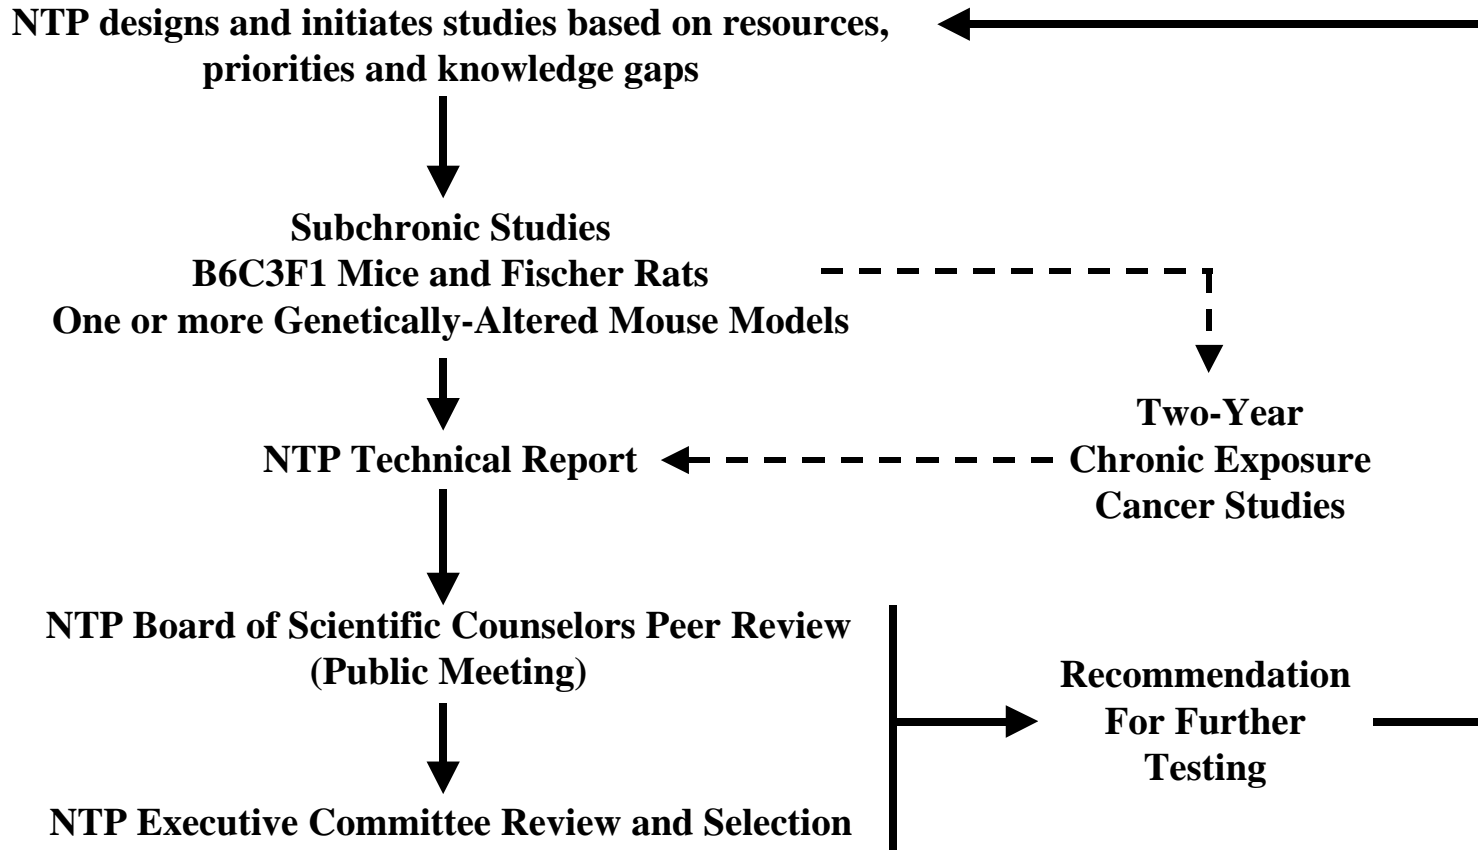 NTP designs and initiates studies based on resources,
priorities and knowledge gaps
Subchronic Studies
B6C3F1 Mice and Fischer Rats
One or more Genetically-Altered Mouse Models
Two-Year
Chronic Exposure
Cancer Studies
NTP Technical Report
NTP Board of Scientific Counselors Peer Review
(Public Meeting)
NTP Executive Committee Review and Selection
Recommendation
For Further
Testing